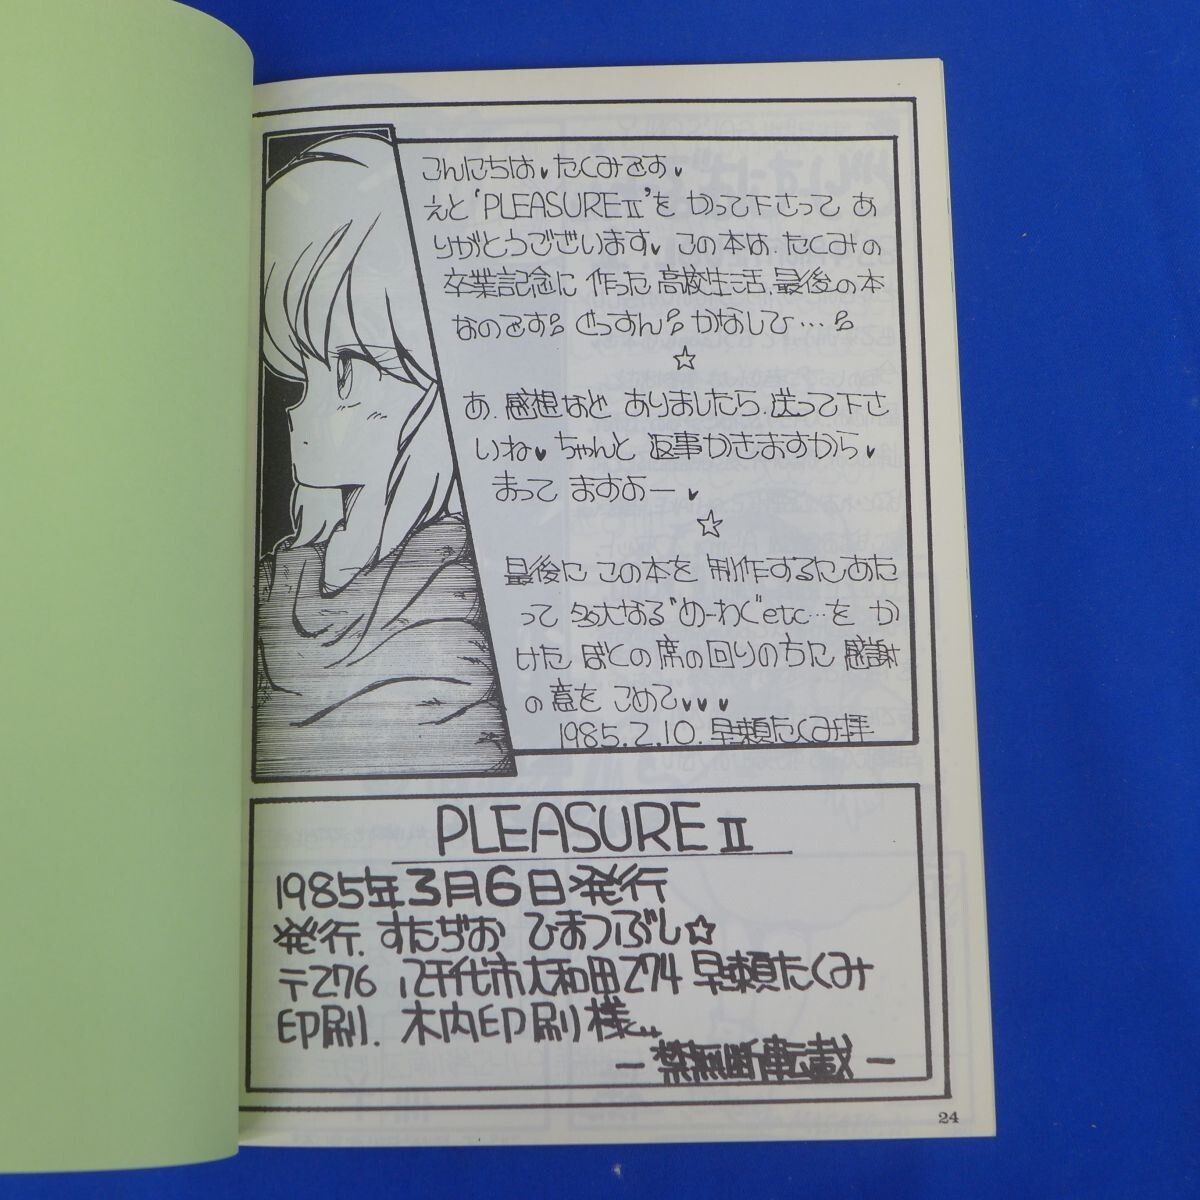 こんにちは♥たくみです♥
えと‘PLEASUREⅡ’を かって下さって あ
りがとうございます♥ この本は、たくみの
卒業記念に 作った 高校生活、最後の本
なのです。ぐっすん。かなしひ…。
☆
あ、感想など ありましたら、送って下さ
いね♥ちゃんと 返事かきますから♥
まって ますよー ♥
☆
最後に この本を 制作するにあた
って 多大なる“めーわく”etc…を か
けた ぼくの席の回りの方に 感謝
の意を こめて♥♥♥
1985.2.10. 早瀬たくみ拝
PLEASURE Ⅱ
1985年3月6日発行
発行. すたぢお ひまつぶし☆
〒276 八千代市大和田274 早瀬たくみ
印刷. 木内印刷様
－禁無断転載－
24